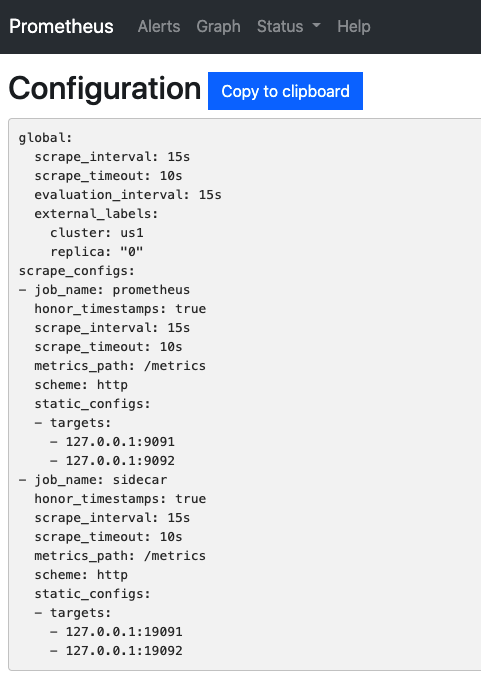 Prometheus Alerts Graph Status Help
Configuration Copy to clipboard
global:
  scrape_interval: 15s
  scrape_timeout: 10s
  evaluation_interval: 15s
  external_labels:
    cluster: us1
    replica: "0"
scrape_configs:
- job_name: prometheus
  honor_timestamps: true
  scrape_interval: 15s
  scrape_timeout: 10s
  metrics_path: /metrics
  scheme: http
  static_configs:
  - targets:
    - 127.0.0.1:9091
    - 127.0.0.1:9092
- job_name: sidecar
  honor_timestamps: true
  scrape_interval: 15s
  scrape_timeout: 10s
  metrics_path: /metrics
  scheme: http
  static_configs:
  - targets:
    - 127.0.0.1:19091
    - 127.0.0.1:19092